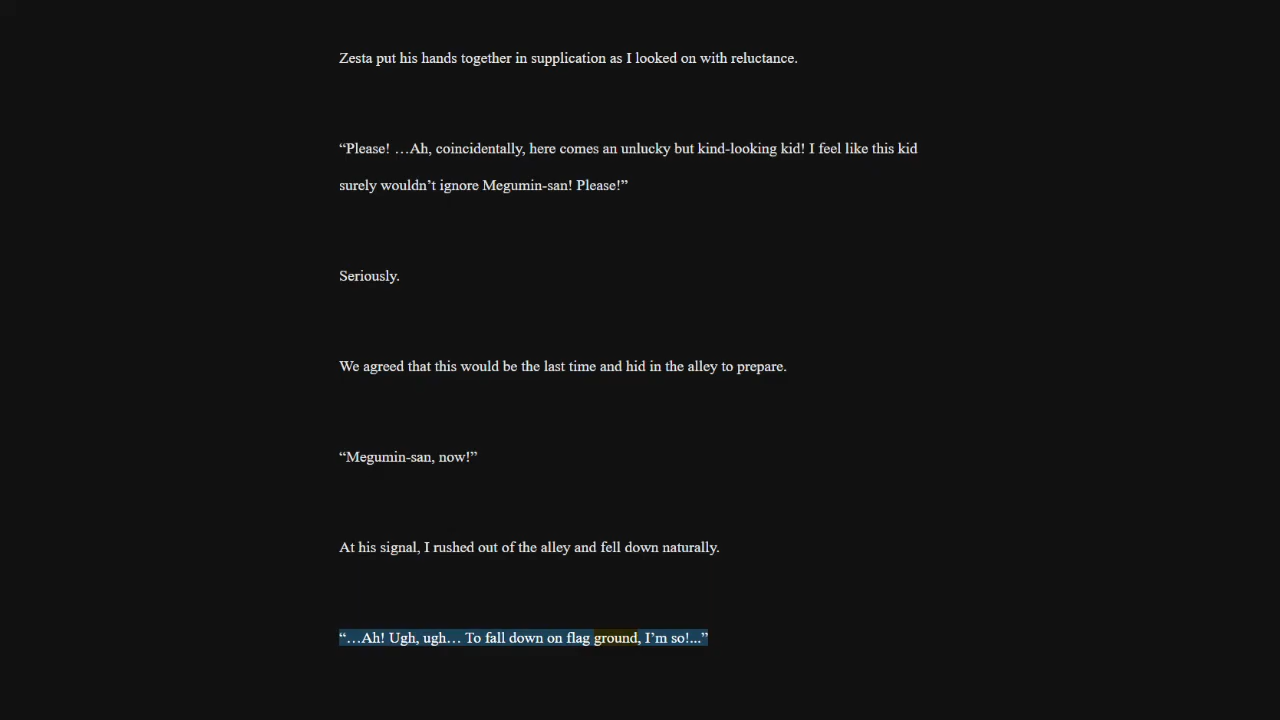 Zesta put his hands together in supplication as I looked on with reluctance.
“Please! …Ah, coincidentally, here comes an unlucky but kind-looking kid! I feel like this kid
surely wouldn’t ignore Megumin-san! Please!”
Seriously.
We agreed that this would be the last time and hid in the alley to prepare.
“Megumin-san, now!”
At his signal, I rushed out of the alley and fell down naturally.
“…Ah! Ugh, ugh… To fall down on flag ground, I’m so!...”